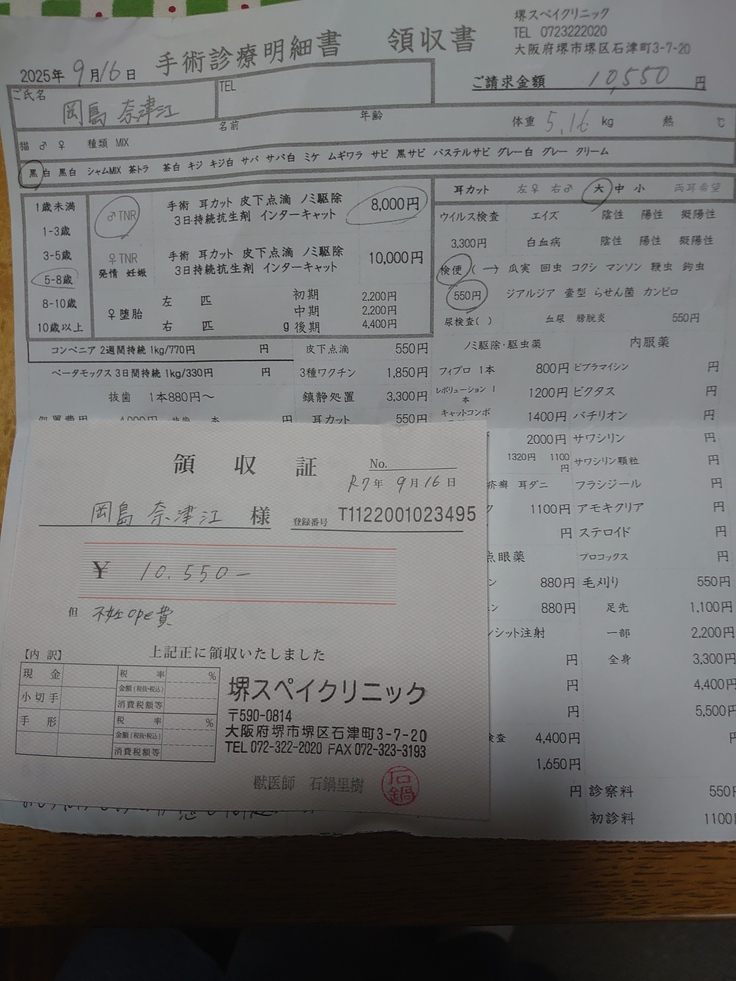 堺スペイクリニック
TEL 0723222020
大阪府堺市堺区石津町3-7-20
手術診療明細書 領収書
2025年 9月16日
ご請求金額 10,550 円
ご氏名 岡島 奈津江
TEL
名前 年齢 体重 5.16 kg 熱 ℃
猫 ♂ ♀ 種類 MIX
黒 白 黒白 シャムMIX 茶トラ 茶白 キジ キジ白 サバ サバ白 ミケ ムギワラ サビ 黒サビ パステルサビ グレー白 グレー クリーム
1歳未満
1-3歳
3-5歳
5-8歳
8-10歳
10歳以上
♂TNR 手術 耳カット 皮下点滴 ノミ駆除 8,000円
3日持続抗生剤 インターキャット
♀TNR 手術 耳カット 皮下点滴 ノミ駆除 10,000円
発情 妊娠 3日持続抗生剤 インターキャット
♀堕胎 左 匹 初期 2,200円
中期 2,200円
右 匹 g 後期 4,400円
コンベニア 2週間持続 1kg/770円 円 皮下点滴 550円
ベータモックス 3日間持続 1kg/330円 円 3種ワクチン 1,850円
抜歯 1本880円～ 鎮静処置 3,300円
円 耳カット 550円
耳カット 左♀ 右♂ 大 中 小 両耳希望
ウイルス検査 エイズ 陰性 陽性 擬陽性
3,300円 白血病 陰性 陽性 擬陽性
検便 ( → 瓜実 回虫 コクシ マンソン 鞭虫 鉤虫
550円 ジアルジア 壷型 らせん菌 カンピロ
尿検査( ) 血尿 膀胱炎 550円
ノミ駆除・駆虫薬 内服薬
フィプロ 1本 800円 ビブラマイシン 円
レボリューション 1本 1200円 ビクタス 円
キャットコンボ 1400円 バチリオン 円
2000円 サワシリン 円
1320円 1100円 サワシリン顆粒 円
疥癬 耳ダニ フラジール 円
1100円 アモキクリア 円
円 ステロイド 円
点眼薬 プロコックス 円
880円 毛刈り 550円
880円 足先 1,100円
ンシット注射 一部 2,200円
円 全身 3,300円
円 4,400円
円 5,500円
検査 4,400円 円
1,650円
円 診察料 550円
初診料 1100円
領収証
No.
R7年 9月16日
岡島 奈津江 様 登録番号 T1122001023495
¥ 10,550−
但 不妊ope費
上記正に領収いたしました
【内訳】
現金 税率 %
金額(税抜・税込)
小切手 消費税額等
手形 税率 %
金額(税抜・税込)
消費税額等
堺スペイクリニック
〒590-0814
大阪府堺市堺区石津町3-7-20
TEL 072-322-2020 FAX 072-323-3193
獣医師 石鍋里樹
石鍋